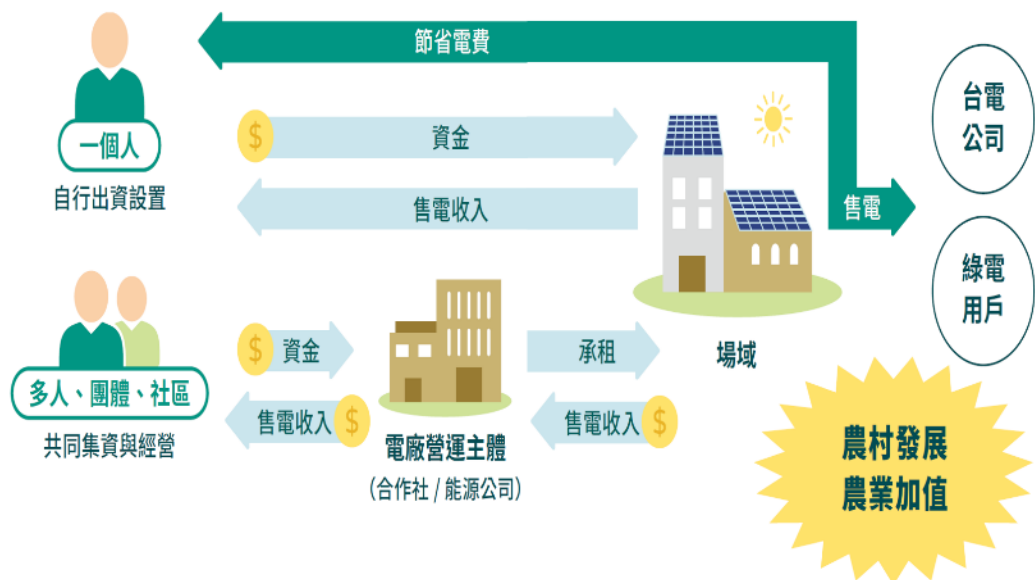 節省電費
一個人
自行出資設置
$
資金
售電收入
售電
台電
公司
綠電
用戶
場域
多人、團體、社區
共同集資與經營
$
資金
售電收入
$
電廠營運主體
（合作社 / 能源公司）
承租
售電收入
$
農村發展
農業加值